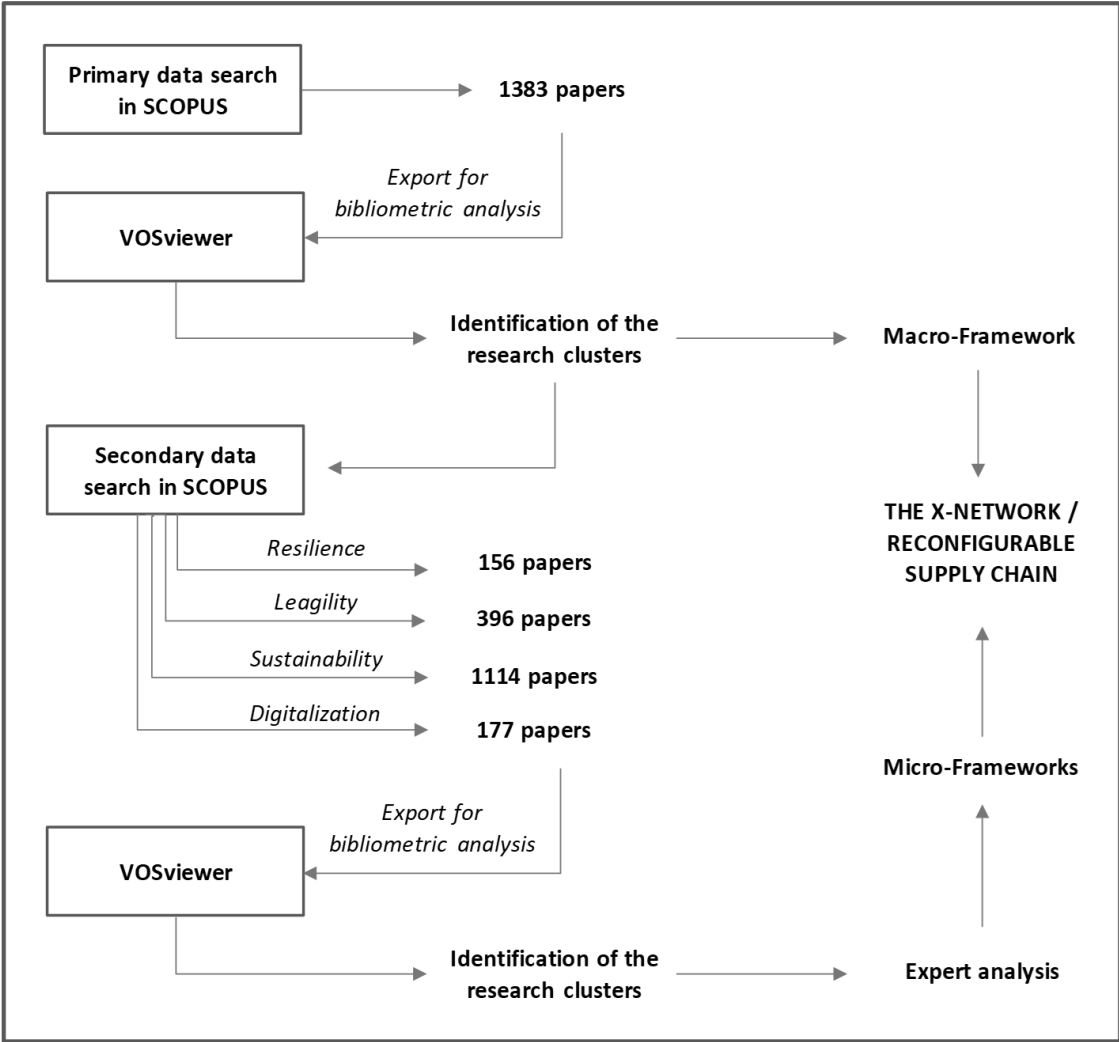 Primary data search
in SCOPUS
1383 papers
Export for
bibliometric analysis
VOSviewer
Identification of the
research clusters
Macro-Framework
Secondary data
search in SCOPUS
THE X-NETWORK /
RECONFIGURABLE
SUPPLY CHAIN
Resilience
156 papers
Leagility
396 papers
Sustainability
1114 papers
Digitalization
177 papers
Micro-Frameworks
Export for
bibliometric analysis
VOSviewer
Identification of the
research clusters
Expert analysis